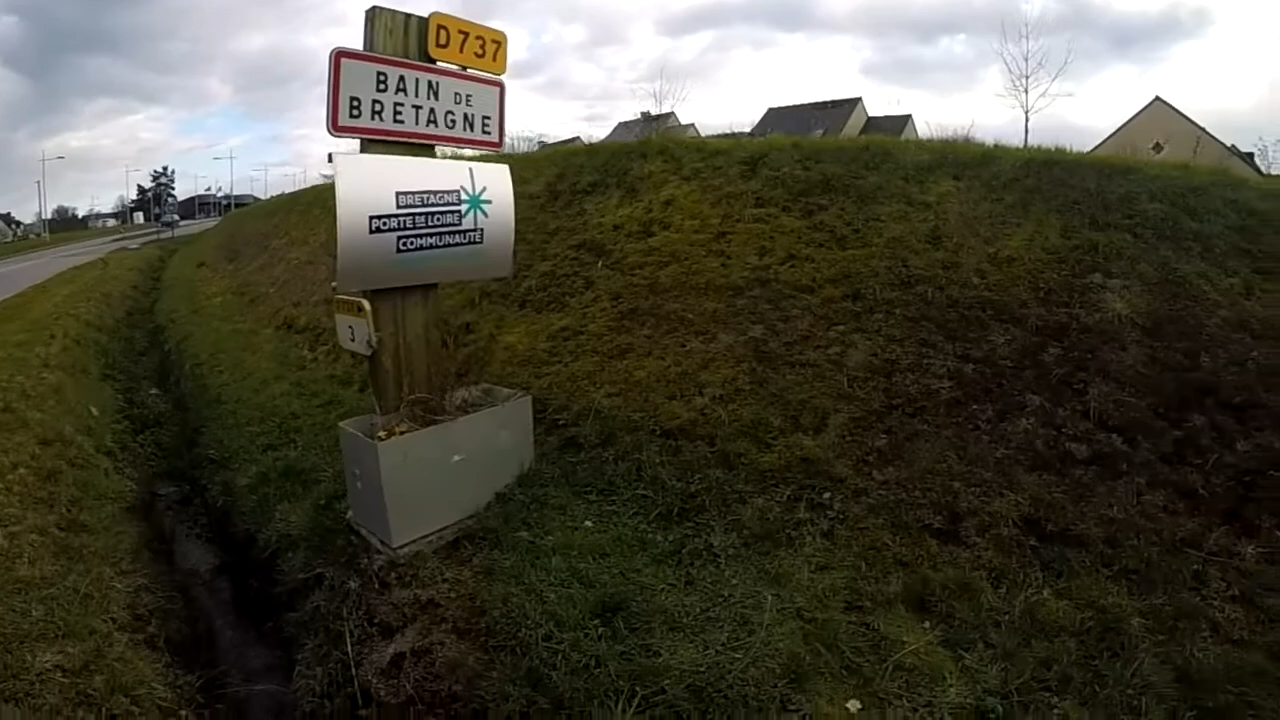 D737
BAIN DE
BRETAGNE
BRETAGNE
PORTE DE LOIRE
COMMUNAUTÉ
3